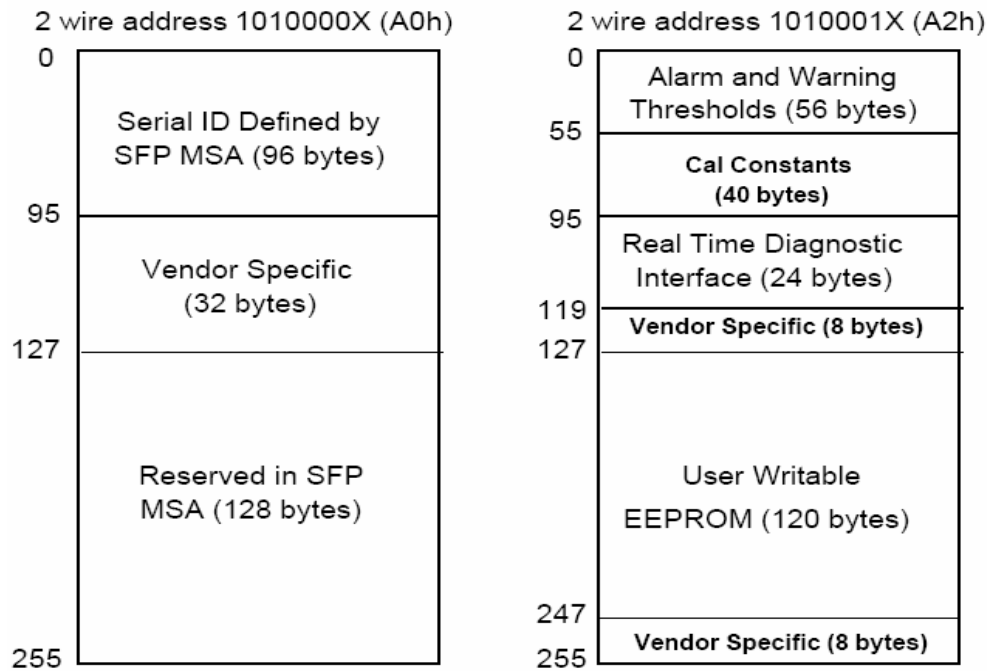 2 wire address 1010000X (A0h)
0
Serial ID Defined by
SFP MSA (96 bytes)
95
Vendor Specific
(32 bytes)
127
Reserved in SFP
MSA (128 bytes)
255
2 wire address 1010001X (A2h)
0
Alarm and Warning
Thresholds (56 bytes)
55
Cal Constants
(40 bytes)
95
Real Time Diagnostic
Interface (24 bytes)
119
Vendor Specific (8 bytes)
127
User Writable
EEPROM (120 bytes)
247
Vendor Specific (8 bytes)
255